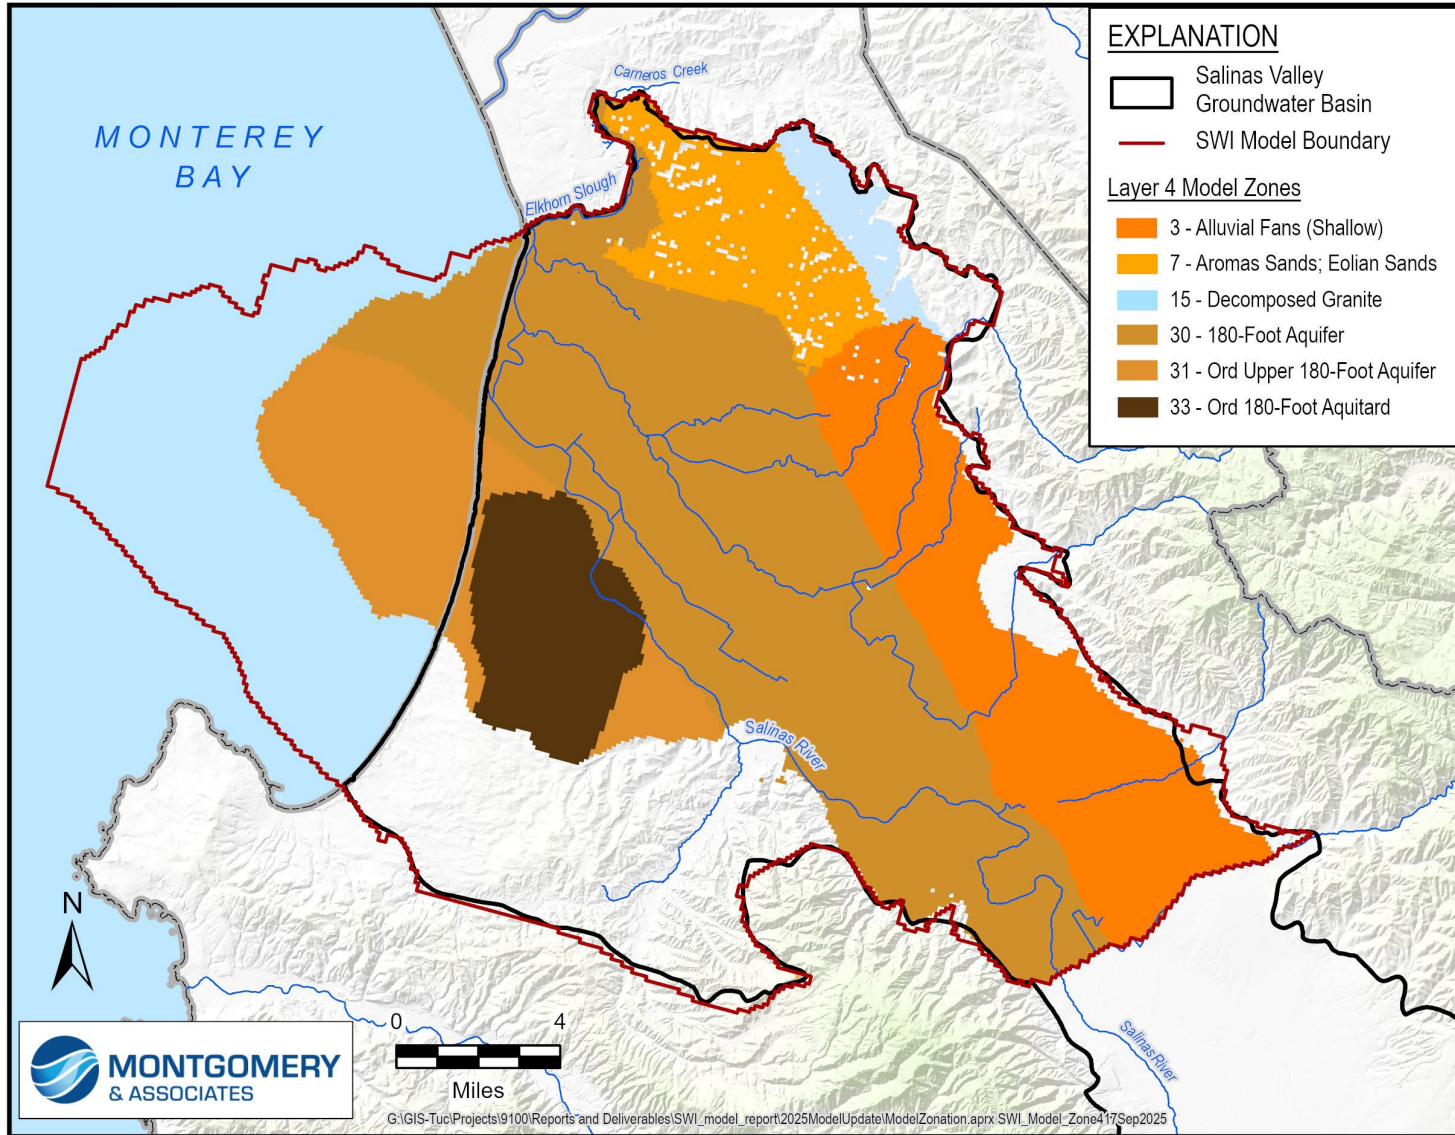 Carneros Creek
MONTEREY
BAY
Elkhorn Slough
Salinas River
Salinas River
EXPLANATION
Salinas Valley
Groundwater Basin
SWI Model Boundary
Layer 4 Model Zones
3 - Alluvial Fans (Shallow)
7 - Aromas Sands; Eolian Sands
15 - Decomposed Granite
30 - 180-Foot Aquifer
31 - Ord Upper 180-Foot Aquifer
33 - Ord 180-Foot Aquitard
N
0 4
Miles
MONTGOMERY
& ASSOCIATES
G:\GIS-Tuc\Projects\9100\Reports and Deliverables\SWI_model_report\2025ModelUpdate\ModelZonation.aprx SWI_Model_Zone417Sep2025